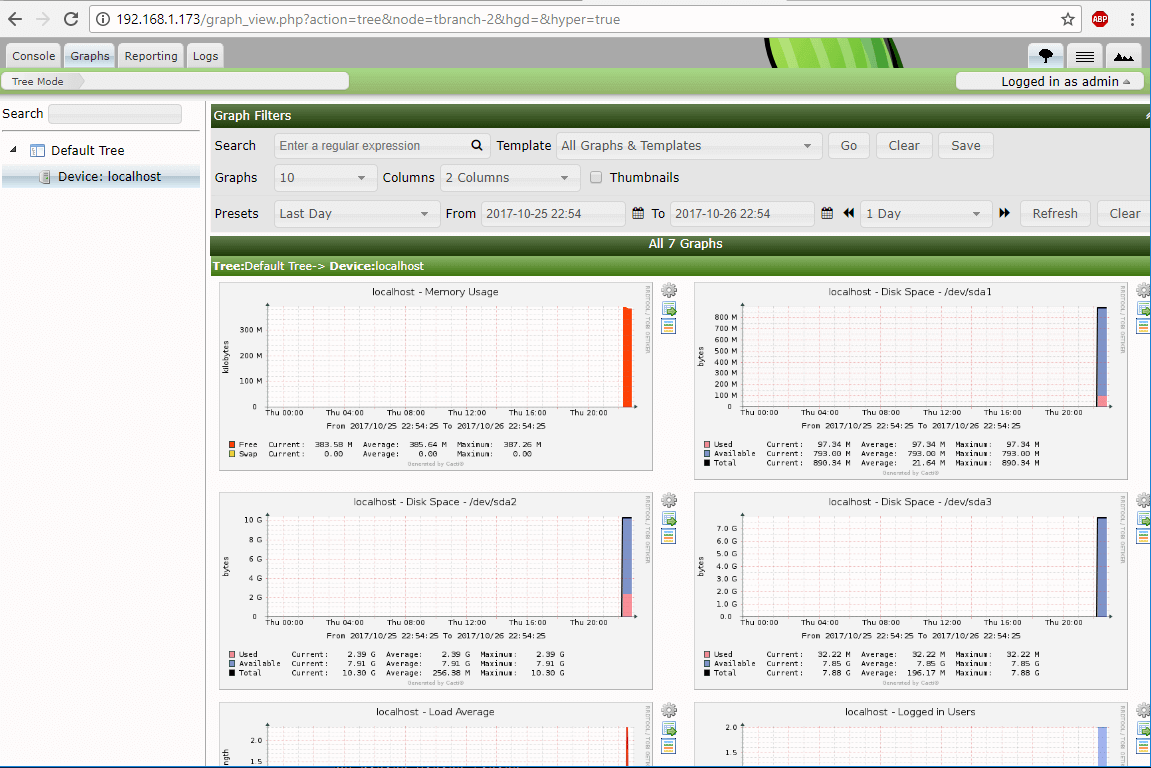 192.168.1.173/graph_view.php?action=tree&node=tbranch-2&hgd=&hyper=true
ABP
Console Graphs Reporting Logs
Tree Mode
Logged in as admin
Search
Default Tree
Device: localhost
Graph Filters
Search Enter a regular expression Template All Graphs & Templates Go Clear Save
Graphs 10 Columns 2 Columns Thumbnails
Presets Last Day From 2017-10-25 22:54 To 2017-10-26 22:54 1 Day Refresh Clear
All 7 Graphs
Tree:Default Tree-> Device:localhost
localhost - Memory Usage
kilobytes
300 M
200 M
100 M
0
Thu 00:00 Thu 04:00 Thu 08:00 Thu 12:00 Thu 16:00 Thu 20:00
From 2017/10/25 22:54:25 To 2017/10/26 22:54:25
Free Current: 383.58 M Average: 385.64 M Maximum: 387.26 M
Swap Current: 0.00 Average: 0.00 Maximum: 0.00
Generated by Cacti®
RRDTOOL / TOBI OETIKER
localhost - Disk Space - /dev/sda1
bytes
800 M
700 M
600 M
500 M
400 M
300 M
200 M
100 M
0
Thu 00:00 Thu 04:00 Thu 08:00 Thu 12:00 Thu 16:00 Thu 20:00
From 2017/10/25 22:54:25 To 2017/10/26 22:54:25
Used Current: 97.34 M Average: 97.34 M Maximum: 97.34 M
Available Current: 793.00 M Average: 793.00 M Maximum: 793.00 M
Total Current: 890.34 M Average: 21.64 M Maximum: 890.34 M
Generated by Cacti®
RRDTOOL / TOBI OETIKER
localhost - Disk Space - /dev/sda2
bytes
10 G
8 G
6 G
4 G
2 G
0
Thu 00:00 Thu 04:00 Thu 08:00 Thu 12:00 Thu 16:00 Thu 20:00
From 2017/10/25 22:54:25 To 2017/10/26 22:54:25
Used Current: 2.39 G Average: 2.39 G Maximum: 2.39 G
Available Current: 7.91 G Average: 7.91 G Maximum: 7.91 G
Total Current: 10.30 G Average: 256.38 M Maximum: 10.30 G
Generated by Cacti®
RRDTOOL / TOBI OETIKER
localhost - Disk Space - /dev/sda3
bytes
7.0 G
6.0 G
5.0 G
4.0 G
3.0 G
2.0 G
1.0 G
0.0
Thu 00:00 Thu 04:00 Thu 08:00 Thu 12:00 Thu 16:00 Thu 20:00
From 2017/10/25 22:54:25 To 2017/10/26 22:54:25
Used Current: 32.22 M Average: 32.22 M Maximum: 32.22 M
Available Current: 7.85 G Average: 7.85 G Maximum: 7.85 G
Total Current: 7.88 G Average: 196.17 M Maximum: 7.88 G
Generated by Cacti®
RRDTOOL / TOBI OETIKER
localhost - Load Average
2.0
1.5
localhost - Logged in Users
2.0
1.5